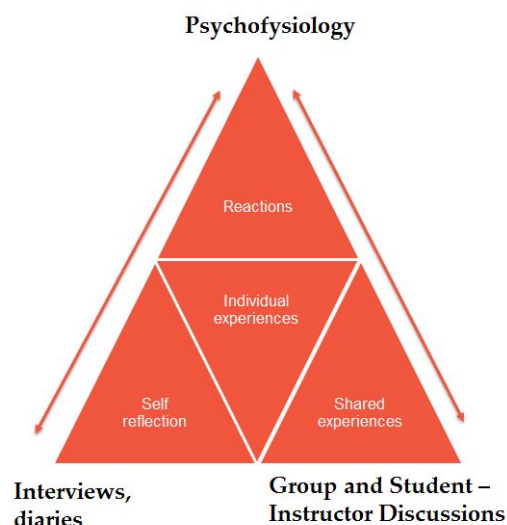 Psychofysiology
Reactions
Individual
experiences
Self
reflection
Shared
experiences
Interviews,
diaries
Group and Student –
Instructor Discussions